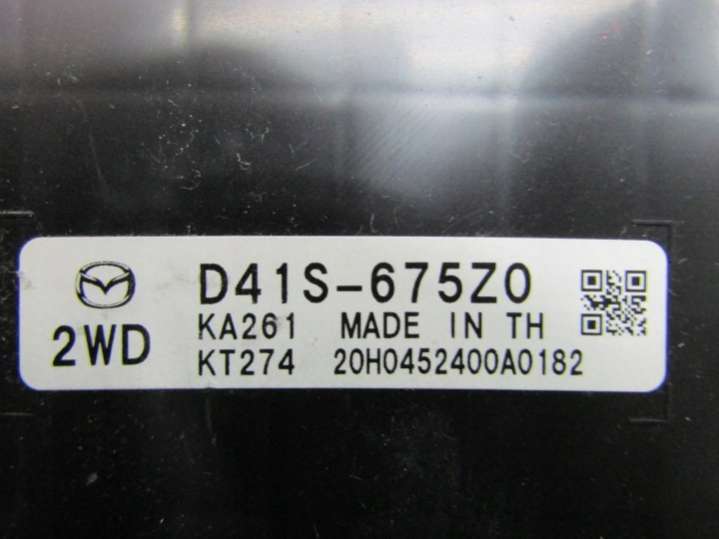 D41S-675Z0
2WD
KA261 MADE IN TH
KT274 20H0452400A0182